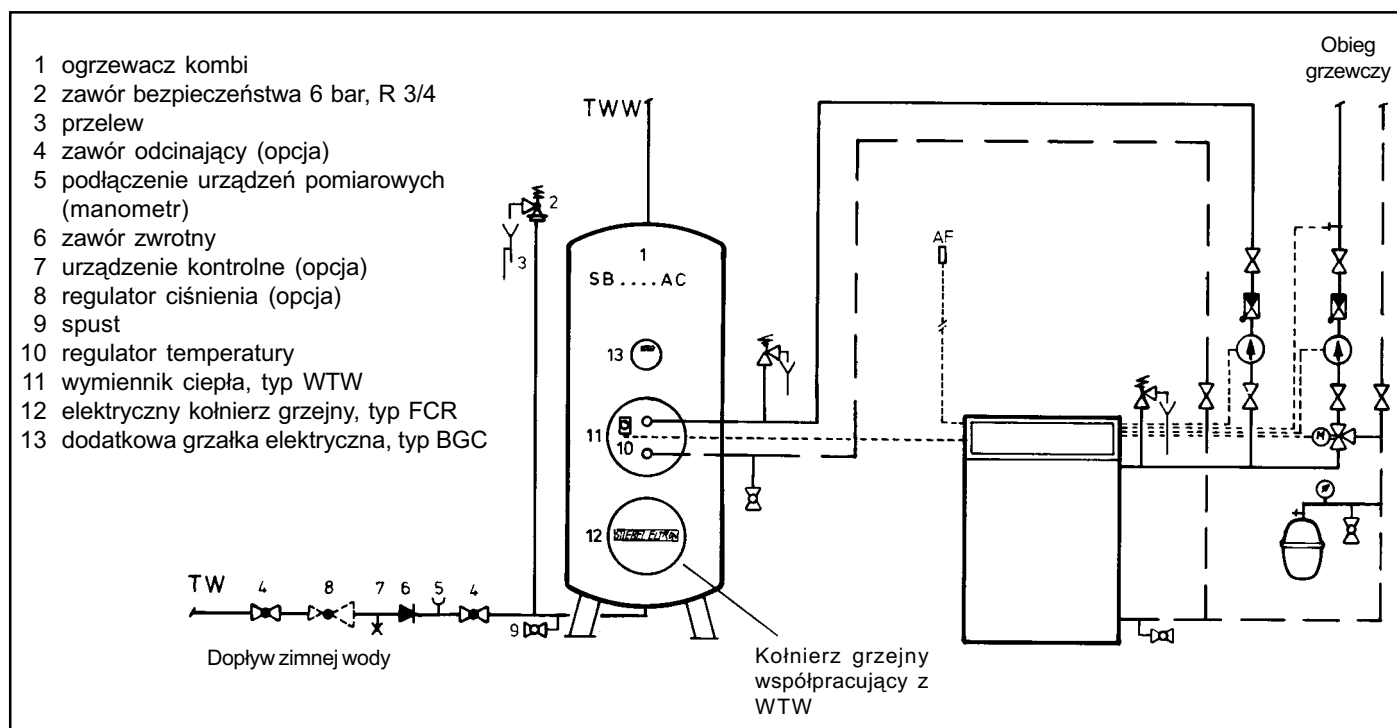 1 ogrzewacz kombi
2 zawór bezpieczeństwa 6 bar, R 3/4
3 przelew
4 zawór odcinający (opcja)
5 podłączenie urządzeń pomiarowych
(manometr)
6 zawór zwrotny
7 urządzenie kontrolne (opcja)
8 regulator ciśnienia (opcja)
9 spust
10 regulator temperatury
11 wymiennik ciepła, typ WTW
12 elektryczny kołnierz grzejny, typ FCR
13 dodatkowa grzałka elektryczna, typ BGC
Obieg
grzewczy
TWW
2
3
1
SB....AC
AF
13
11
10
12 STIEBEL ELTRON
M
TW
4
8
7
6
5
4
9
Dopływ zimnej wody
Kołnierz grzejny
współpracujący z
WTW